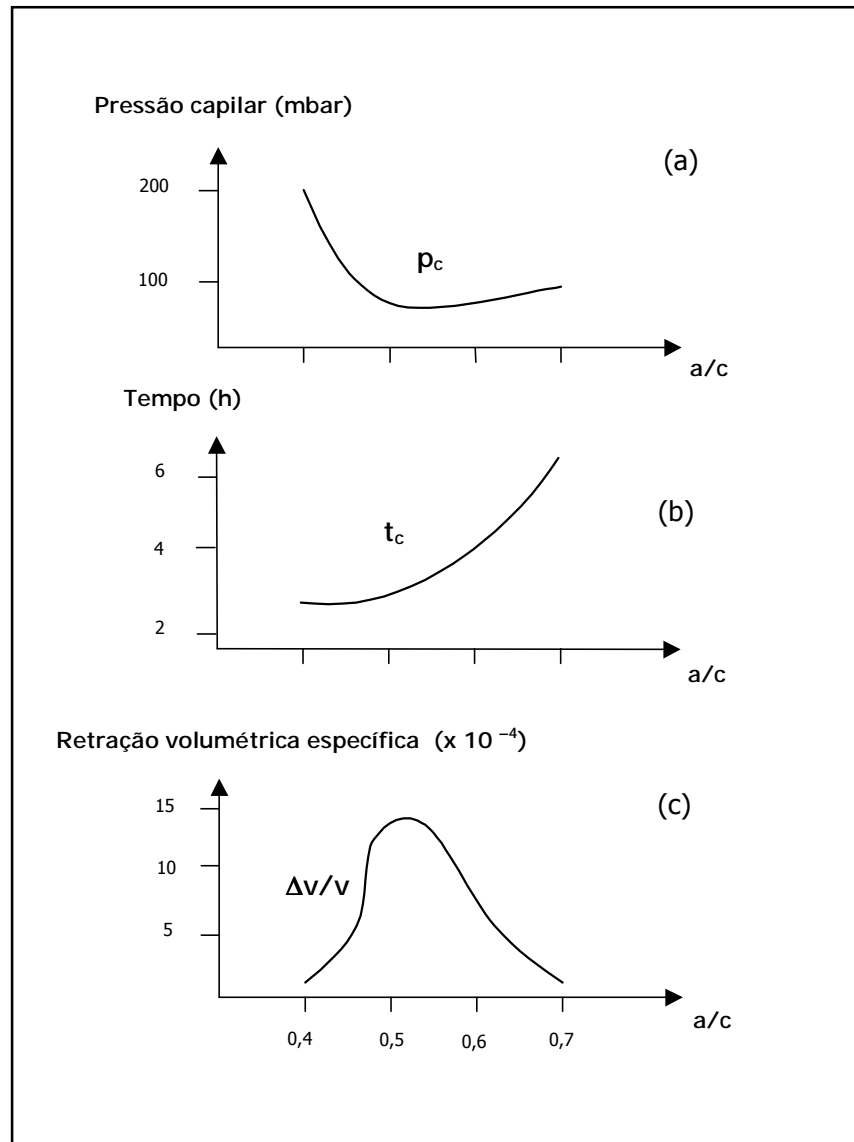 Pressão capilar (mbar)
(a)
200
pc
100
a/c
Tempo (h)
6
(b)
4
tc
2
a/c
Retração volumétrica específica (x 10 –4)
15
(c)
10
Δv/v
5
a/c
0,4 0,5 0,6 0,7